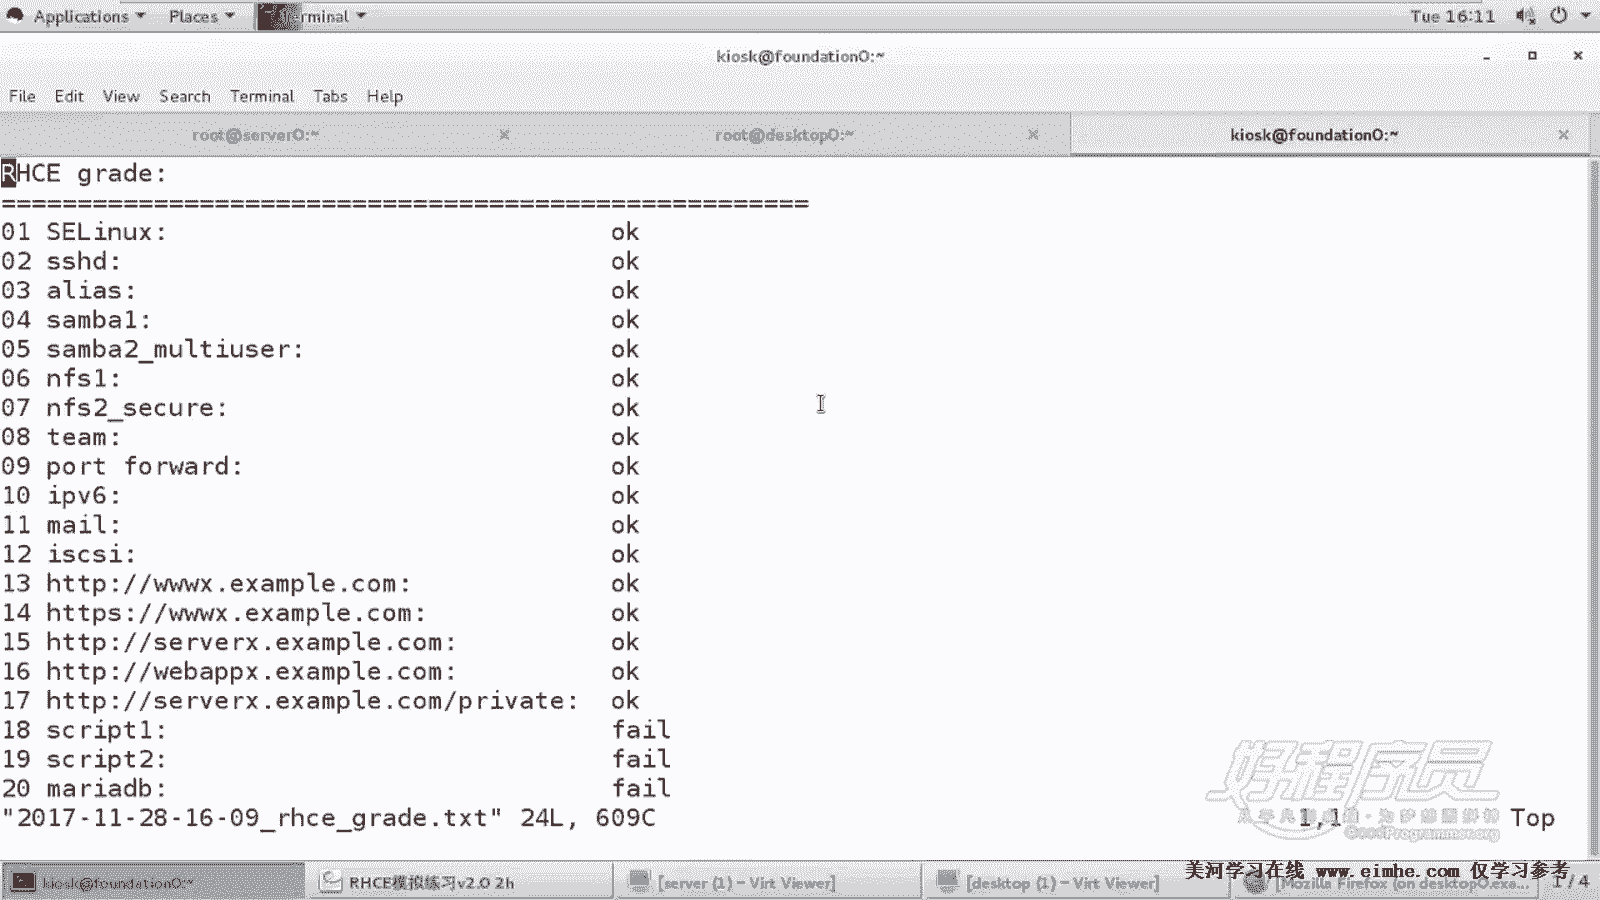 Applications Places Terminal Tue 16:11
kiosk@foundation0:~
File Edit View Search Terminal Tabs Help
root@server0:~ root@desktop0:~ kiosk@foundation0:~
RHCE grade:
=====================================================
01 SELinux: ok
02 sshd: ok
03 alias: ok
04 samba1: ok
05 samba2_multiuser: ok
06 nfs1: ok
07 nfs2_secure: ok
08 team: ok
09 port forward: ok
10 ipv6: ok
11 mail: ok
12 iscsi: ok
13 http://wwwx.example.com: ok
14 https://wwwx.example.com: ok
15 http://serverx.example.com: ok
16 http://webappx.example.com: ok
17 http://serverx.example.com/private: ok
18 script1: fail
19 script2: fail
20 mariadb: fail
"2017-11-28-16-09_rhce_grade.txt" 24L, 609C 1,1 Top
好程序员
GoodProgrammer.org
美河学习在线 www.eimhe.com 仅学习参考
kiosk@foundation0:~ RHCE模拟练习v2.0 2h [server (1) – Virt Viewer] [desktop (1) – Virt Viewer] [Mozilla Firefox (on desktop0.exa... 1 / 4